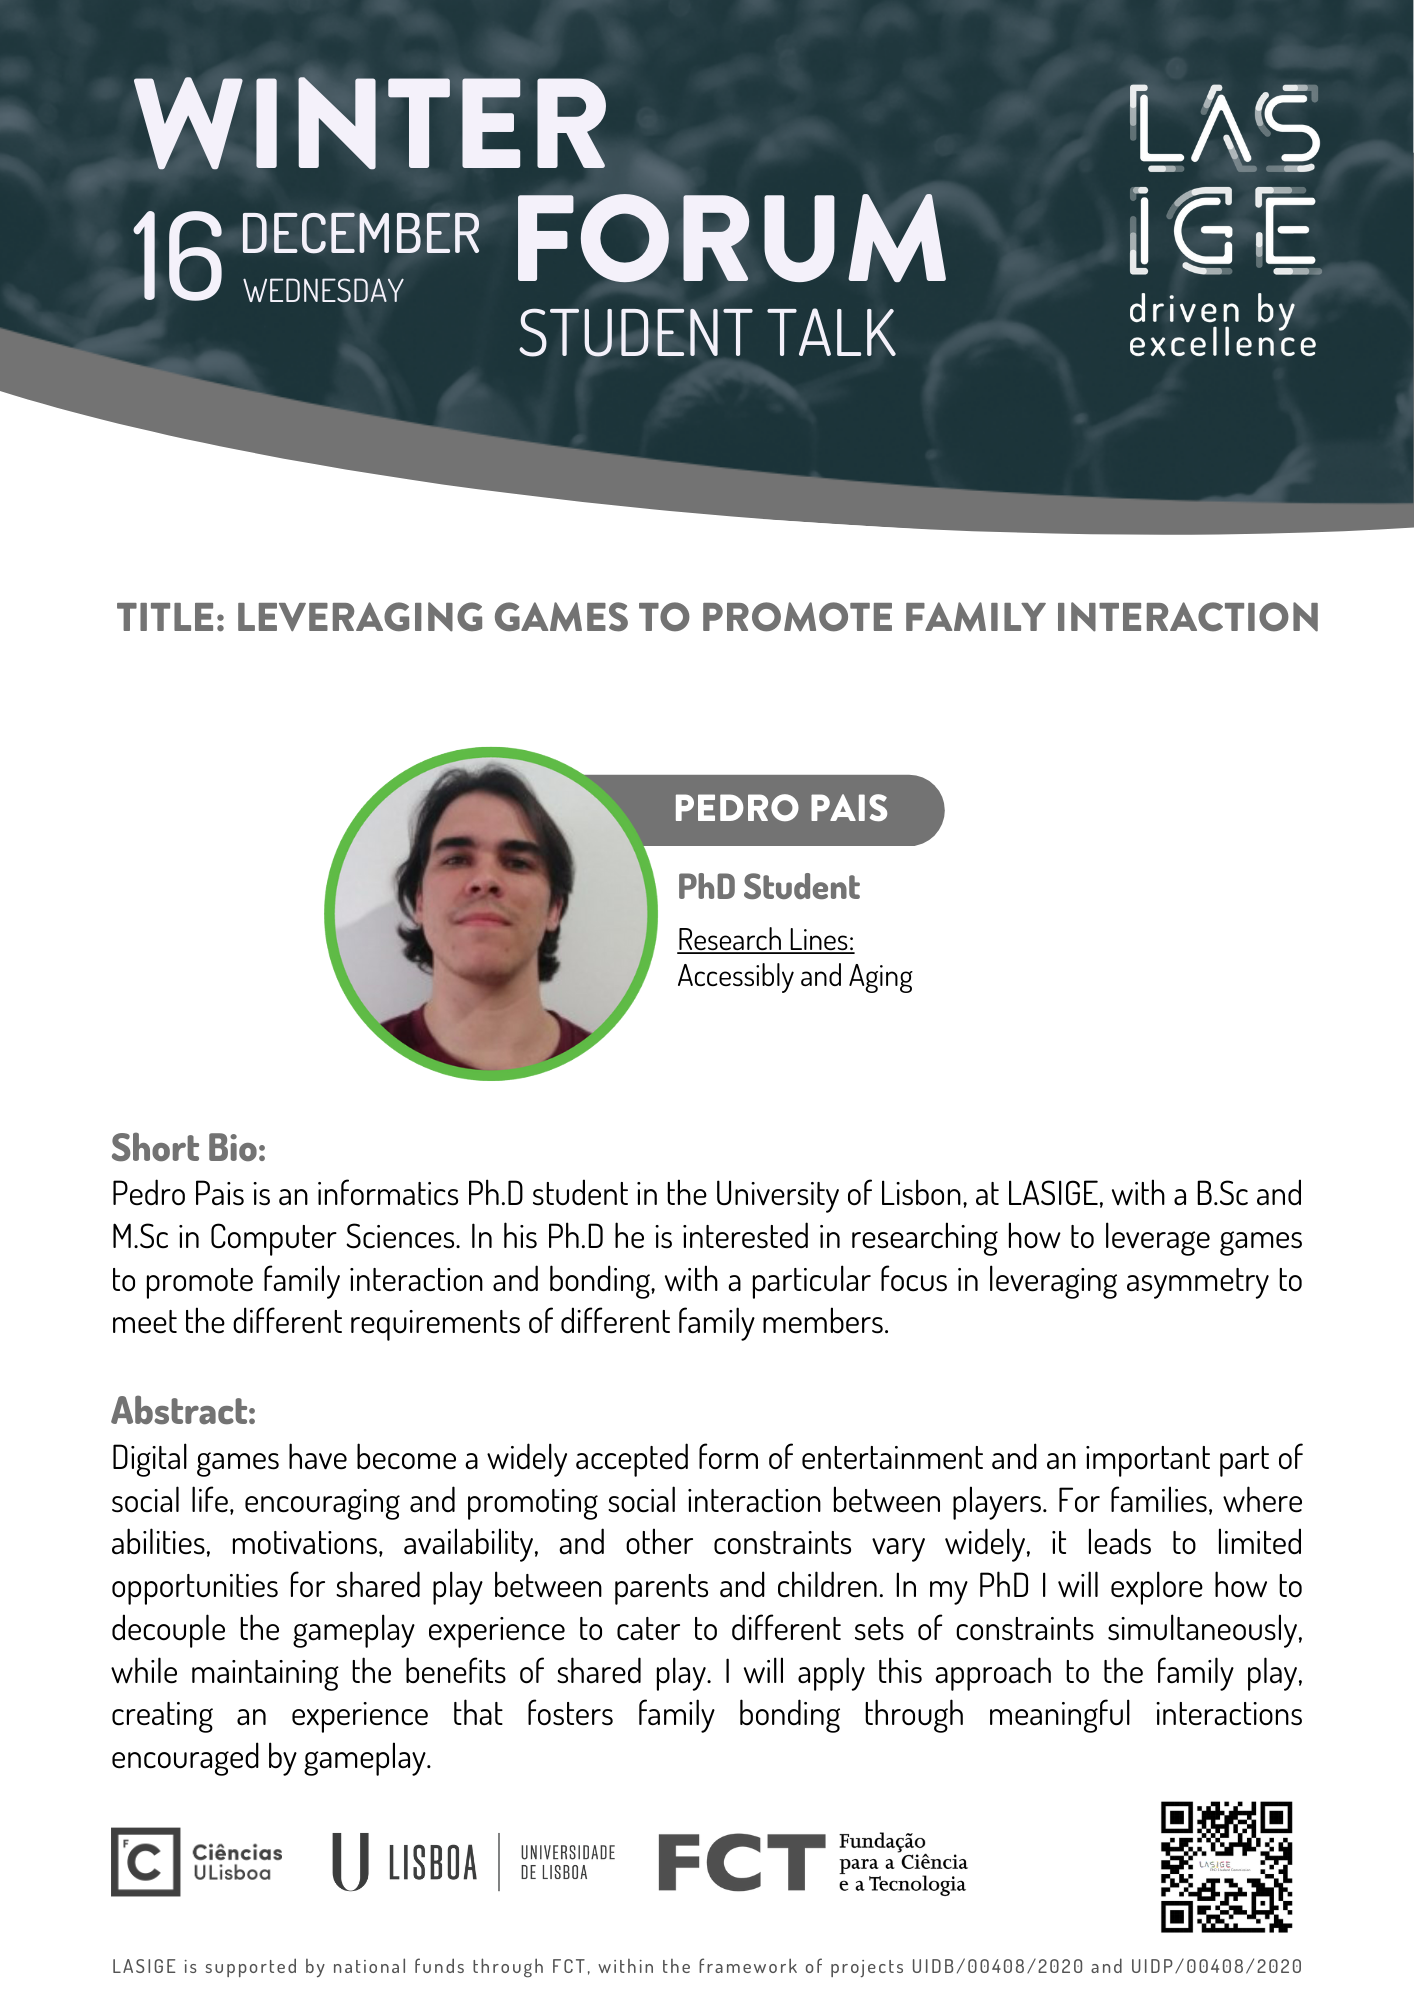 WINTER
FORUM
16 DECEMBER
WEDNESDAY
STUDENT TALK
LAS
IGE
driven by
excellence
TITLE: LEVERAGING GAMES TO PROMOTE FAMILY INTERACTION
PEDRO PAIS
PhD Student
Research Lines:
Accessibly and Aging
Short Bio:
Pedro Pais is an informatics Ph.D student in the University of Lisbon, at LASIGE, with a B.Sc and
M.Sc in Computer Sciences. In his Ph.D he is interested in researching how to leverage games
to promote family interaction and bonding, with a particular focus in leveraging asymmetry to
meet the different requirements of different family members.
Abstract:
Digital games have become a widely accepted form of entertainment and an important part of
social life, encouraging and promoting social interaction between players. For families, where
abilities, motivations, availability, and other constraints vary widely, it leads to limited
opportunities for shared play between parents and children. In my PhD I will explore how to
decouple the gameplay experience to cater to different sets of constraints simultaneously,
while maintaining the benefits of shared play. I will apply this approach to the family play,
creating an experience that fosters family bonding through meaningful interactions
encouraged by gameplay.
F
C
Ciências
ULisboa
U LISBOA
UNIVERSIDADE
DE LISBOA
FCT
Fundação
para a Ciência
e a Tecnologia
LASIGE
LASIGE is supported by national funds through FCT, within the framework of projects UIDB/00408/2020 and UIDP/00408/2020